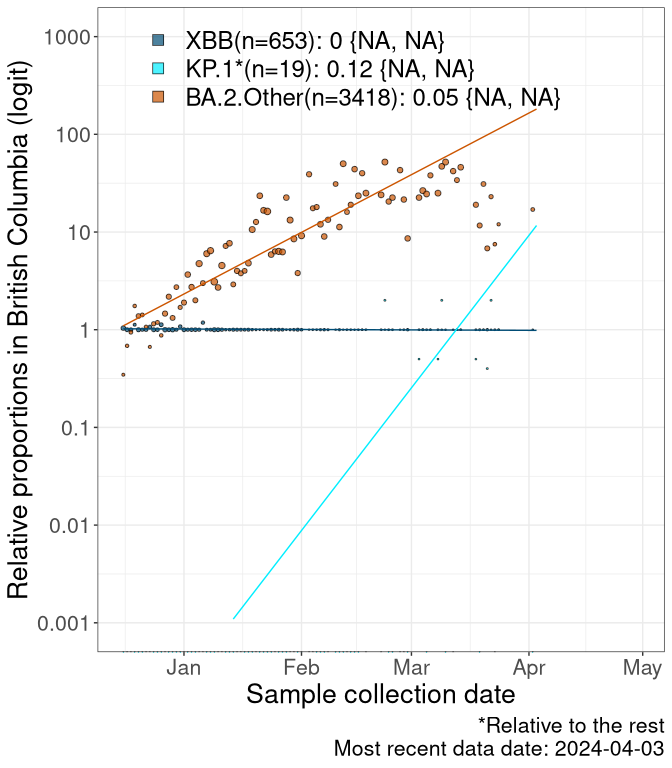 Relative proportions in British Columbia (logit)
XBB(n=653): 0 {NA, NA}
KP.1*(n=19): 0.12 {NA, NA}
BA.2.Other(n=3418): 0.05 {NA, NA}
1000
100
10
1
0.1
0.01
0.001
Jan Feb Mar Apr May
Sample collection date
*Relative to the rest
Most recent data date: 2024-04-03